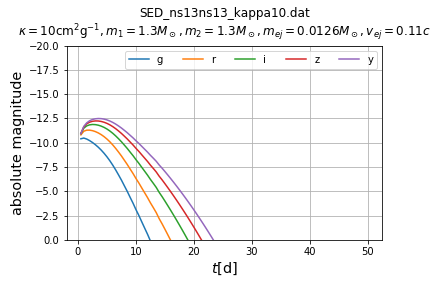 SED_ns13ns13_kappa10.dat
κ = 10cm²g⁻¹, m₁ = 1.3M⊙, m₂ = 1.3M⊙, mₑⱼ = 0.0126M⊙, vₑⱼ = 0.11c
g r i z y
−20.0
−17.5
−15.0
−12.5
−10.0
−7.5
−5.0
−2.5
0.0
absolute magnitude
0 10 20 30 40 50
t[d]